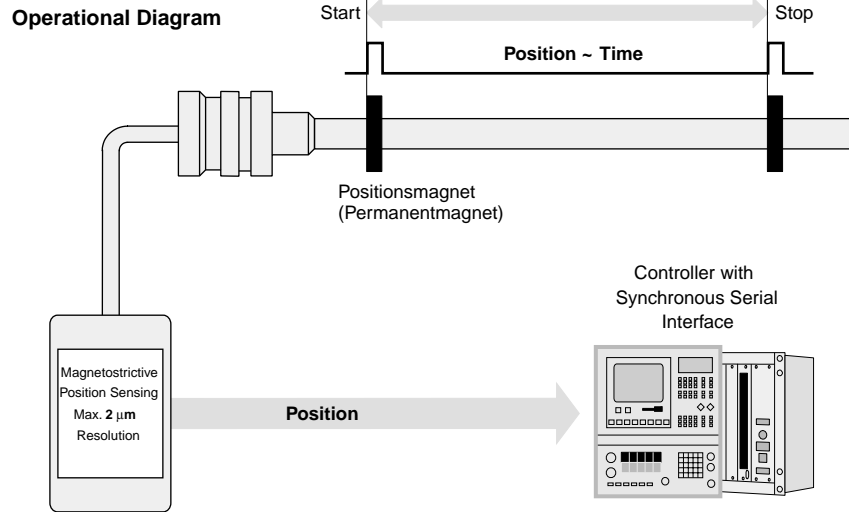 Operational Diagram
Start
Stop
Position ~ Time
Positionsmagnet
(Permanentmagnet)
Controller with
Synchronous Serial
Interface
Magnetostrictive
Position Sensing
Max. 2 μm
Resolution
Position